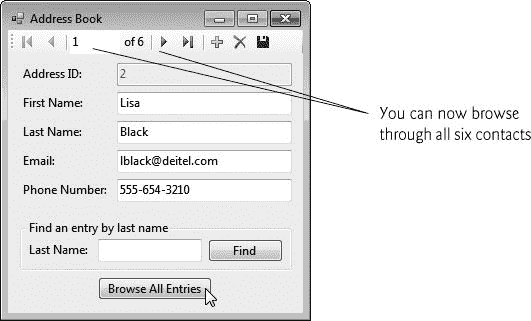 Address Book
1 of 6
You can now browse
through all six contacts
Address ID: 2
First Name: Lisa
Last Name: Black
Email: lblack@deitel.com
Phone Number: 555-654-3210
Find an entry by last name
Last Name: Find
Browse All Entries